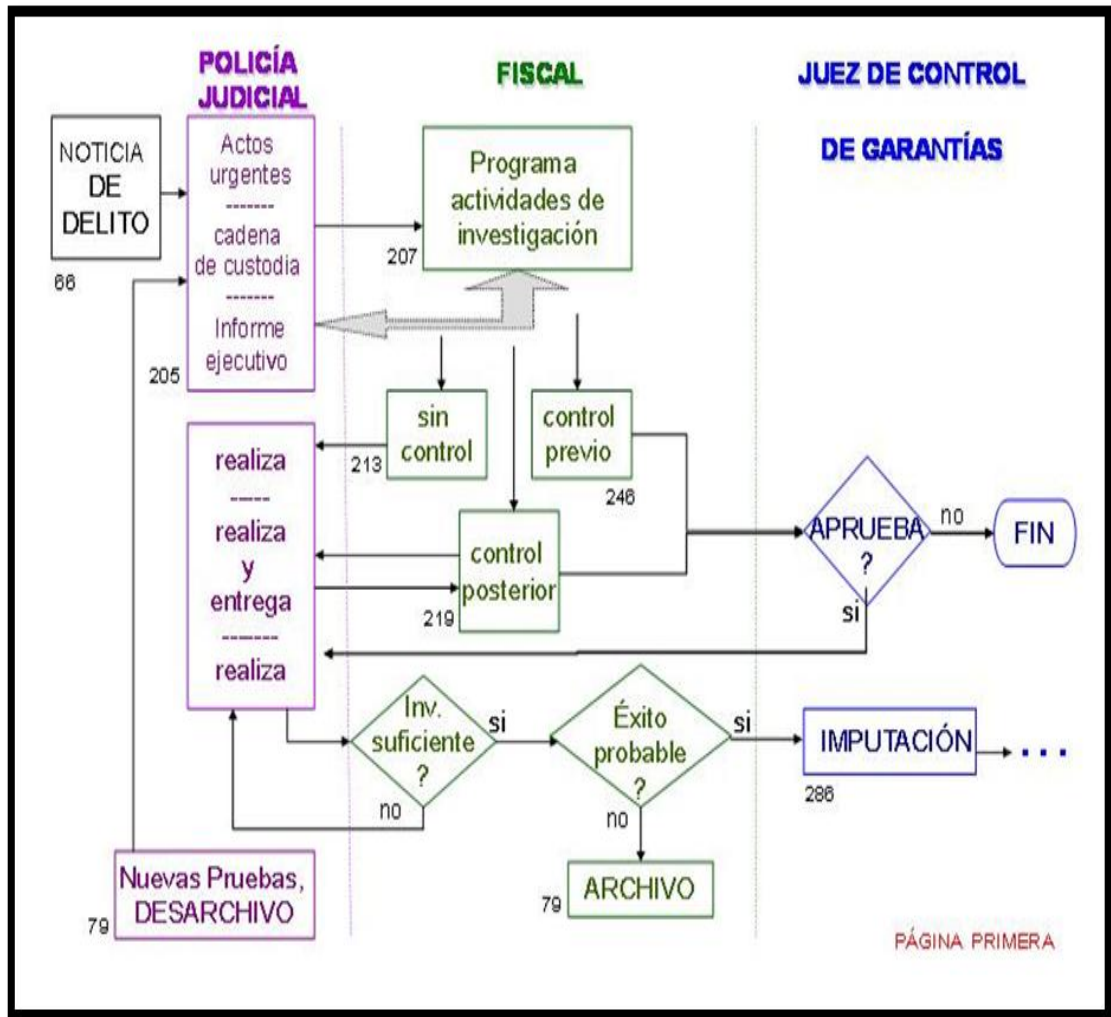 POLICÍA
JUDICIAL
FISCAL
JUEZ DE CONTROL
DE GARANTÍAS
NOTICIA
DE
DELITO
66
Actos
urgentes
-------
cadena
de custodia
-------
Informe
ejecutivo
205
Programa
actividades de
investigación
207
sin
control
213
control
previo
246
realiza
-----
realiza
y
entrega
-------
realiza
control
posterior
219
APRUEBA
?
no
FIN
si
Inv.
suficiente
?
si
no
Éxito
probable
?
si
no
IMPUTACIÓN
286
. . .
Nuevas Pruebas,
DESARCHIVO
79
ARCHIVO
79
PÁGINA PRIMERA